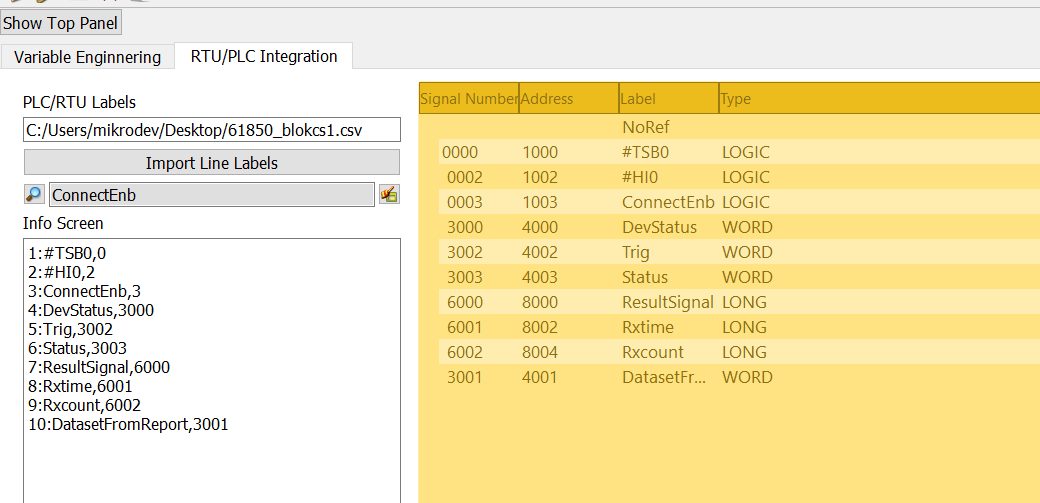 Show Top Panel
Variable Enginnering RTU/PLC Integration
PLC/RTU Labels
C:/Users/mikrodev/Desktop/61850_blokcs1.csv
Import Line Labels
ConnectEnb
Info Screen
1:#TSB0,0
2:#HI0,2
3:ConnectEnb,3
4:DevStatus,3000
5:Trig,3002
6:Status,3003
7:ResultSignal,6000
8:Rxtime,6001
9:Rxcount,6002
10:DatasetFromReport,3001
Signal Number Address Label Type
NoRef
0000 1000 #TSB0 LOGIC
0002 1002 #HI0 LOGIC
0003 1003 ConnectEnb LOGIC
3000 4000 DevStatus WORD
3002 4002 Trig WORD
3003 4003 Status WORD
6000 8000 ResultSignal LONG
6001 8002 Rxtime LONG
6002 8004 Rxcount LONG
3001 4001 DatasetFr... WORD